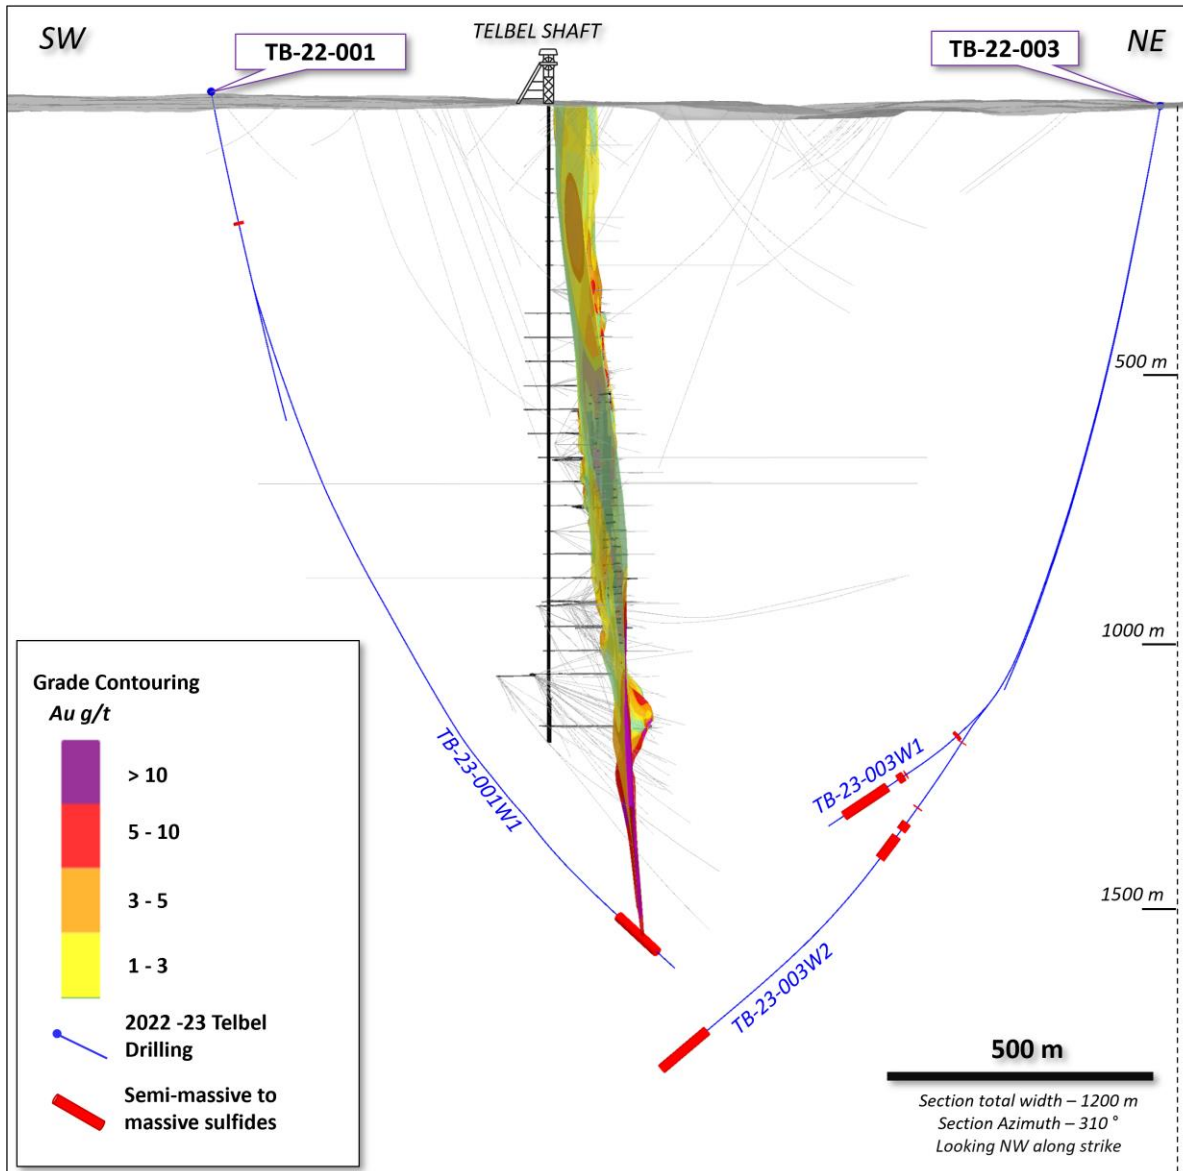 SW
TELBEL SHAFT
NE
TB-22-001
TB-22-003
500 m
1000 m
1500 m
TB-23-001W1
TB-23-003W1
TB-23-003W2
Grade Contouring
Au g/t
> 10
5 - 10
3 - 5
1 - 3
2022 -23 Telbel
Drilling
Semi-massive to
massive sulfides
500 m
Section total width – 1200 m
Section Azimuth – 310 °
Looking NW along strike